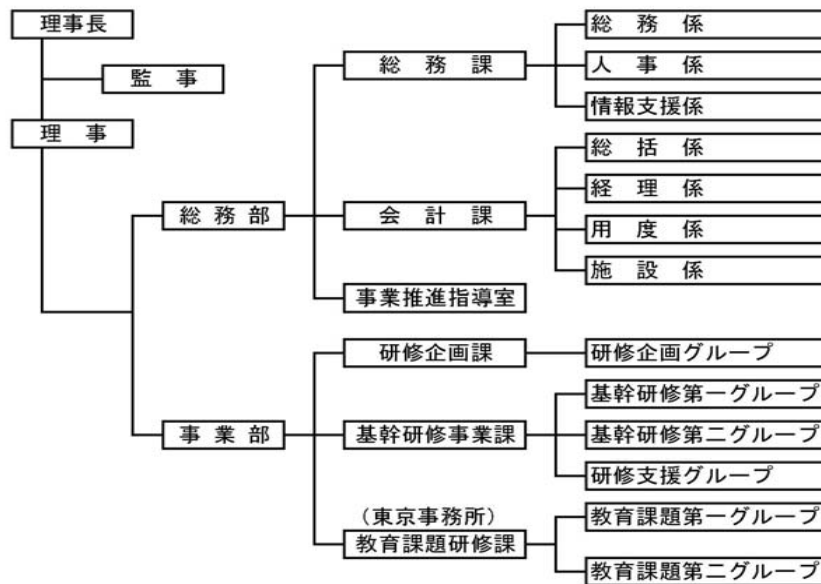 理事長
監事
理事
総務部
総務課
総務係
人事係
情報支援係
会計課
総括係
経理係
用度係
施設係
事業推進指導室
事業部
研修企画課
研修企画グループ
基幹研修事業課
基幹研修第一グループ
基幹研修第二グループ
研修支援グループ
（東京事務所）
教育課題研修課
教育課題第一グループ
教育課題第二グループ